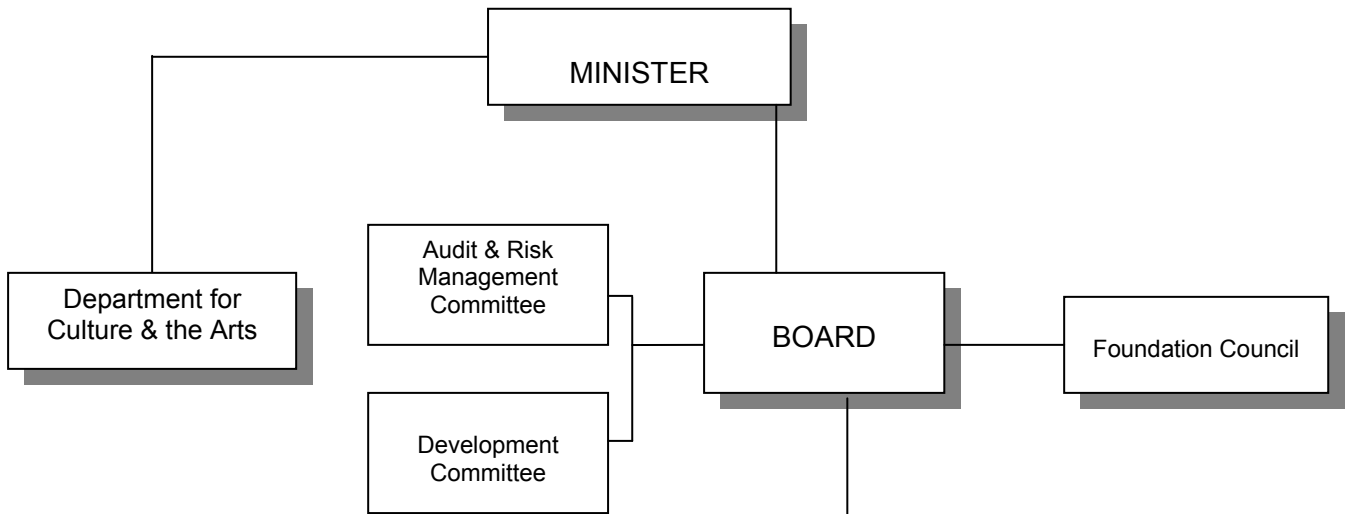 MINISTER
Audit & Risk
Management
Committee
Department for
Culture & the Arts
BOARD
Foundation Council
Development
Committee